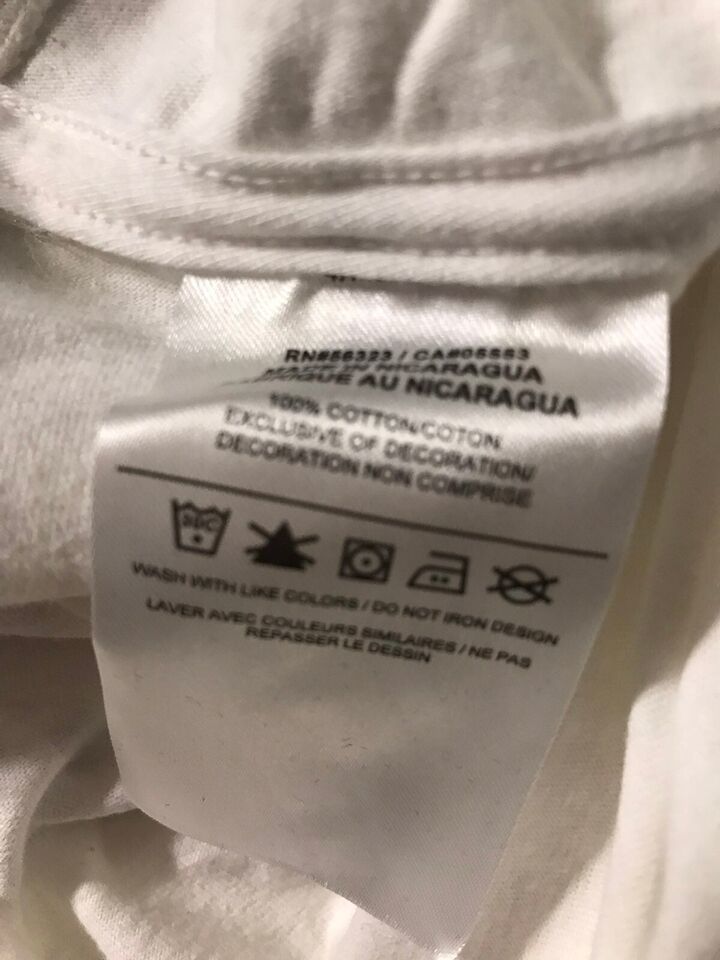 RN#56323 / CA#05553
MADE IN NICARAGUA
AU NICARAGUA
100% COTTON/COTON
EXCLUSIVE OF DECORATION/
DECORATION NON COMPRISE
30C
WASH WITH LIKE COLORS / DO NOT IRON DESIGN
LAVER AVEC COULEURS SIMILAIRES / NE PAS
REPASSER LE DESSIN